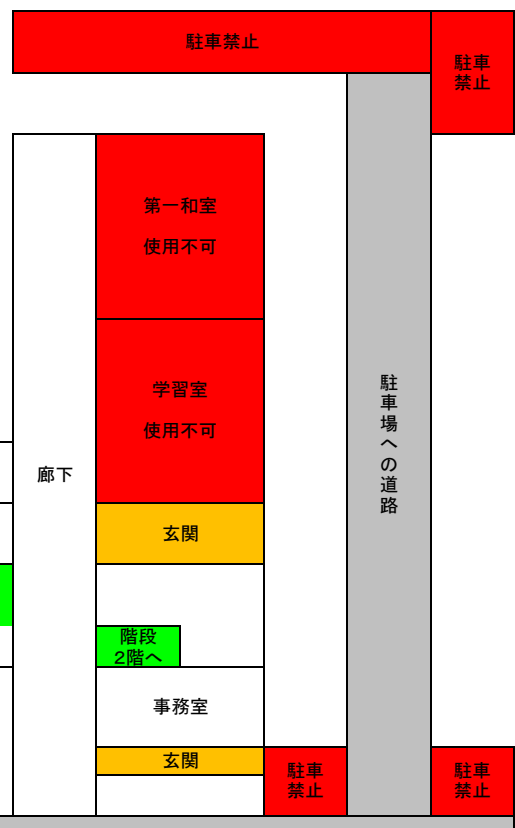 駐車禁止
駐車
禁止
第一和室
使用不可
学習室
使用不可
駐車場への道路
廊下
玄関
階段
2階へ
事務室
玄関
駐車
禁止
駐車
禁止